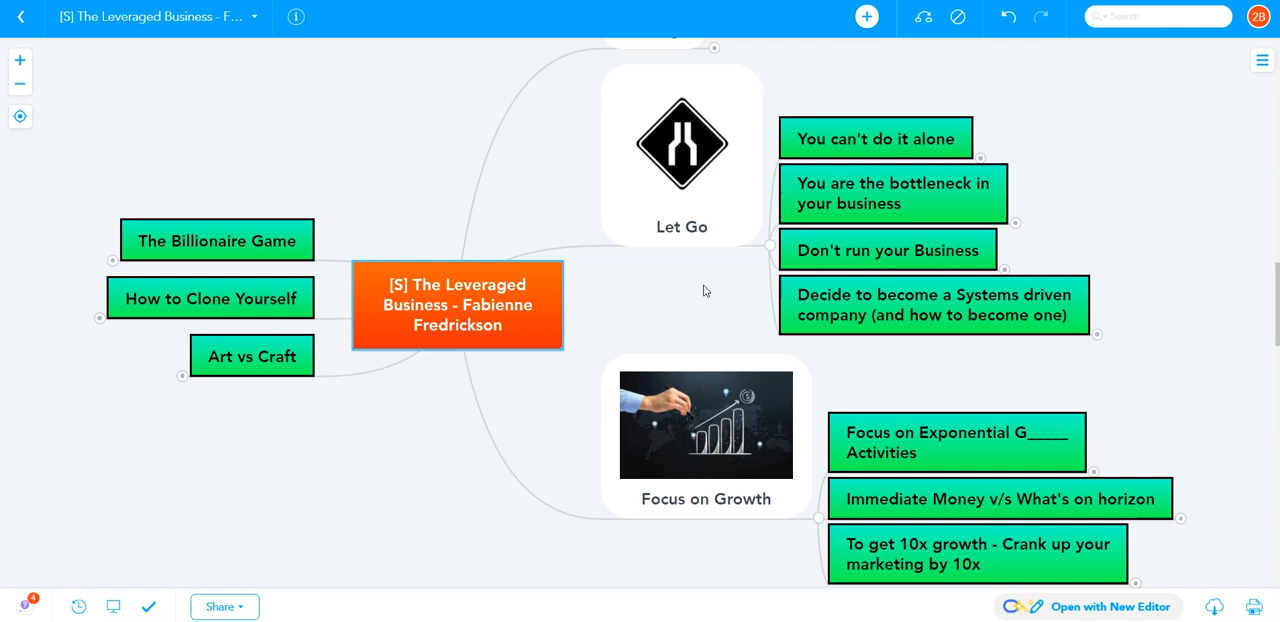 [S] The Leveraged Business - F...
Search
2B
Let Go
You can't do it alone
You are the bottleneck in
your business
Don't run your Business
Decide to become a Systems driven
company (and how to become one)
The Billionaire Game
How to Clone Yourself
Art vs Craft
[S] The Leveraged
Business - Fabienne
Fredrickson
Focus on Growth
Focus on Exponential G_____
Activities
Immediate Money v/s What's on horizon
To get 10x growth - Crank up your
marketing by 10x
4
Share
Open with New Editor